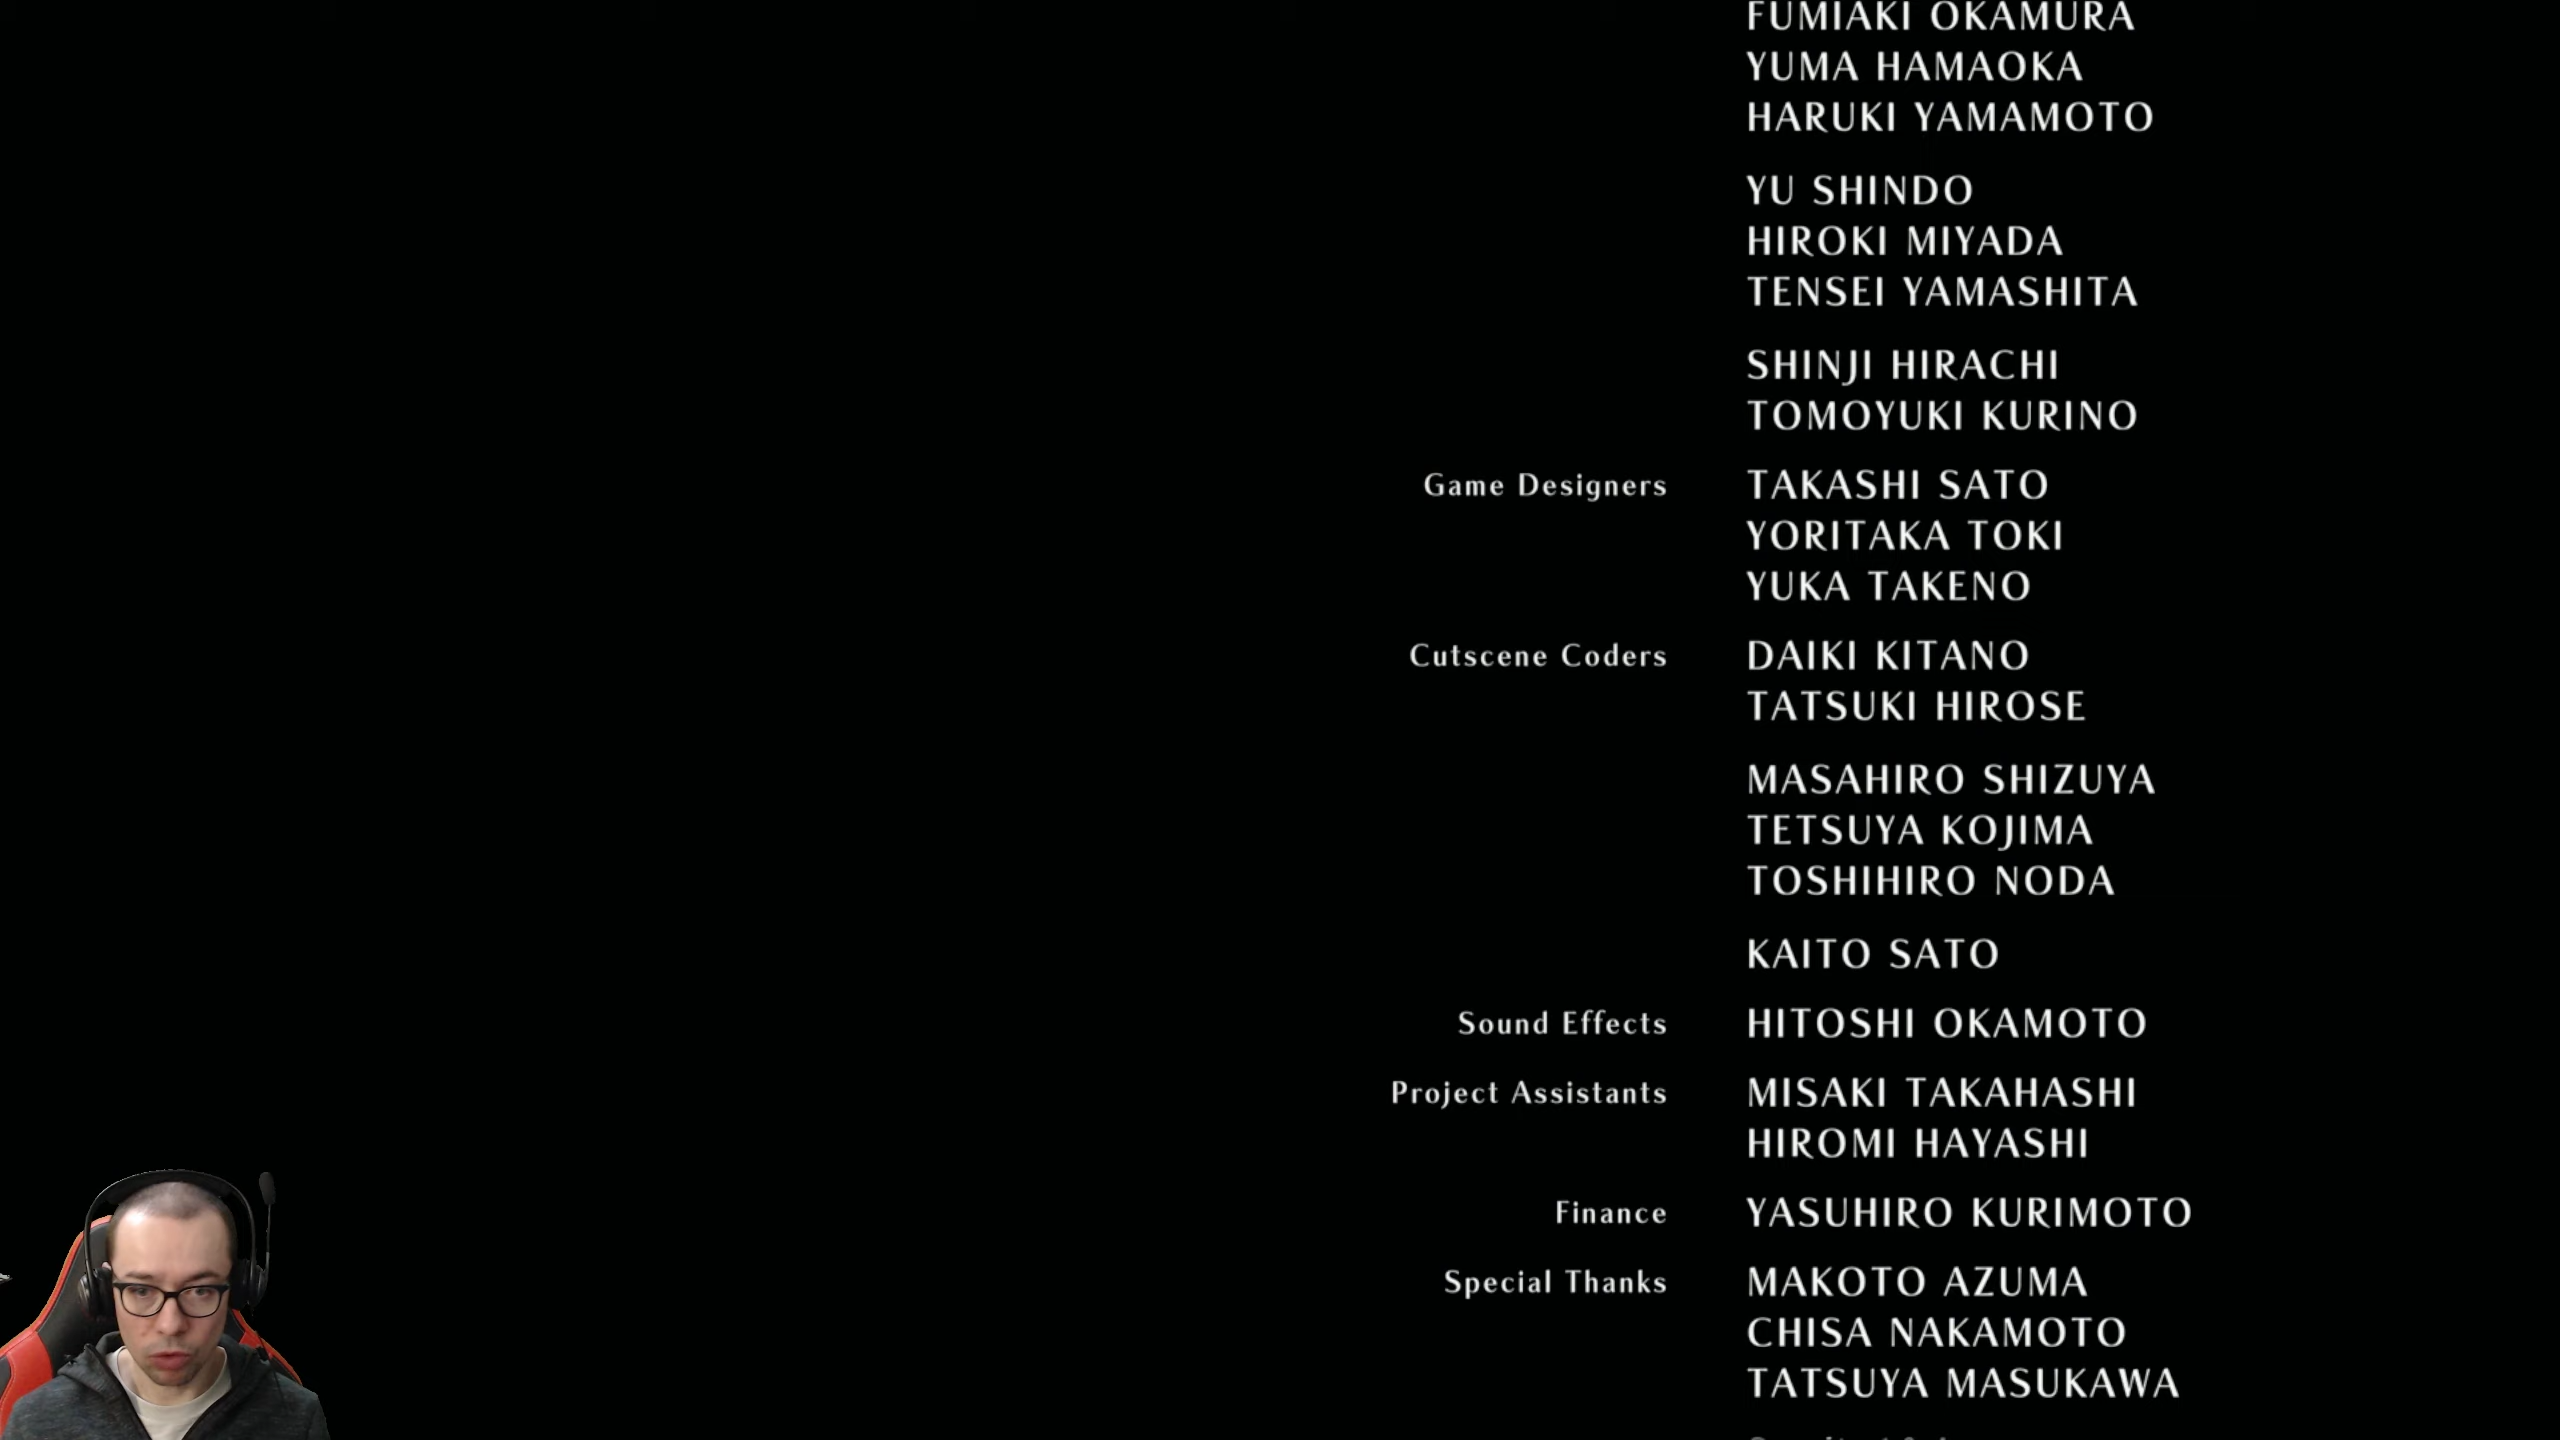 FUMIAKI OKAMURA
YUMA HAMAOKA
HARUKI YAMAMOTO
YU SHINDO
HIROKI MIYADA
TENSEI YAMASHITA
SHINJI HIRACHI
TOMOYUKI KURINO
Game Designers TAKASHI SATO
YORITAKA TOKI
YUKA TAKENO
Cutscene Coders DAIKI KITANO
TATSUKI HIROSE
MASAHIRO SHIZUYA
TETSUYA KOJIMA
TOSHIHIRO NODA
KAITO SATO
Sound Effects HITOSHI OKAMOTO
Project Assistants MISAKI TAKAHASHI
HIROMI HAYASHI
Finance YASUHIRO KURIMOTO
Special Thanks MAKOTO AZUMA
CHISA NAKAMOTO
TATSUYA MASUKAWA